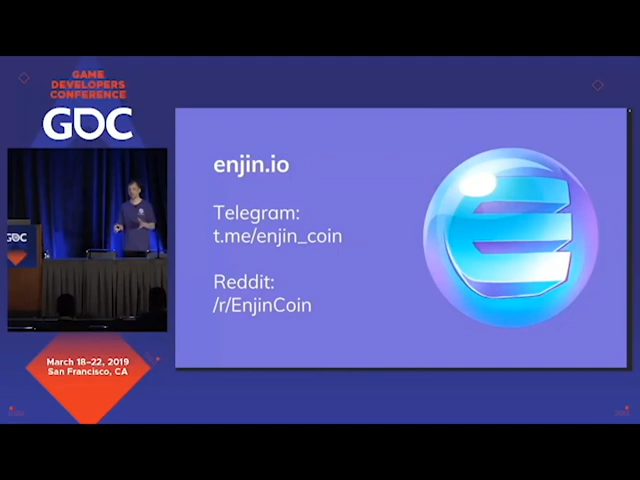 GAME
DEVELOPERS
CONFERENCE
GDC
GDC
March 18–22, 2019
San Francisco, CA
enjin.io
Telegram:
t.me/enjin_coin
Reddit:
/r/EnjinCoin